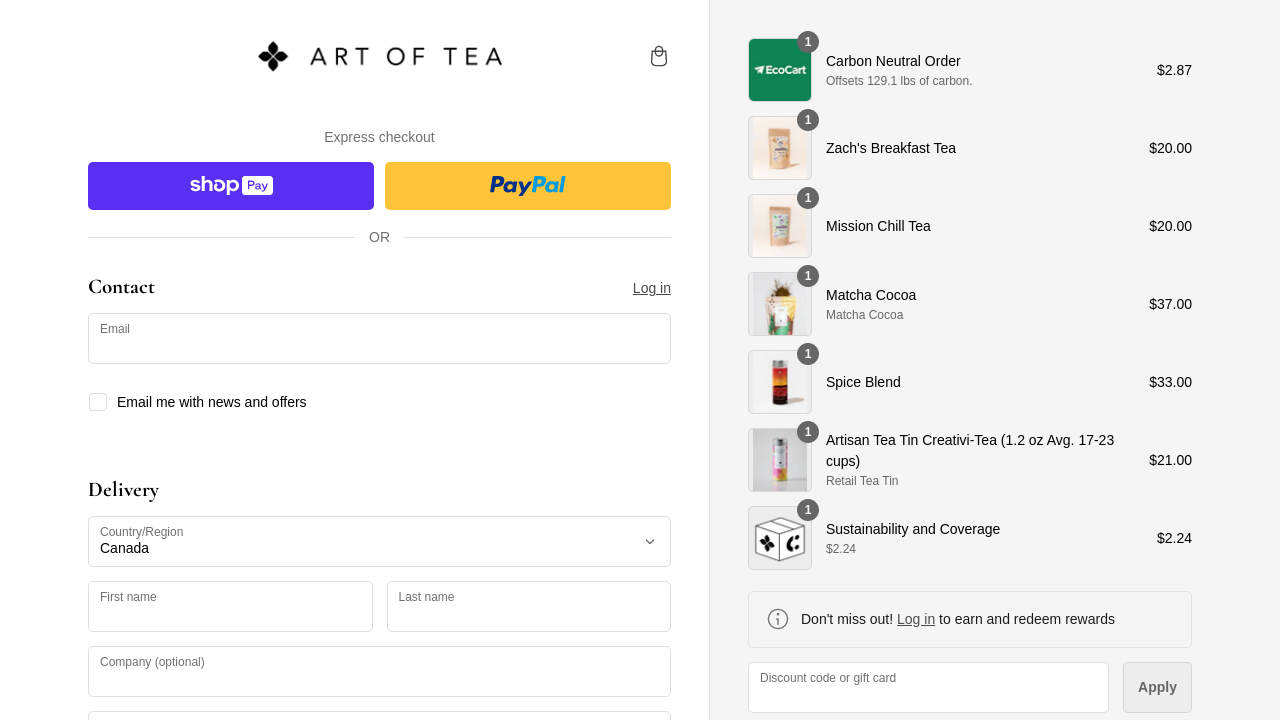 ART OF TEA
Express checkout
shop Pay
PayPal
OR
Contact
Log in
Email
Email me with news and offers
Delivery
Country/Region
Canada
First name
Last name
Company (optional)
1
EcoCart
Carbon Neutral Order
Offsets 129.1 lbs of carbon.
$2.87
1
Zach's Breakfast Tea
$20.00
1
Mission Chill Tea
$20.00
1
Matcha Cocoa
Matcha Cocoa
$37.00
1
Spice Blend
$33.00
1
Artisan Tea Tin Creativi-Tea (1.2 oz Avg. 17-23
cups)
Retail Tea Tin
$21.00
1
Sustainability and Coverage
$2.24
$2.24
Don't miss out! Log in to earn and redeem rewards
Discount code or gift card
Apply